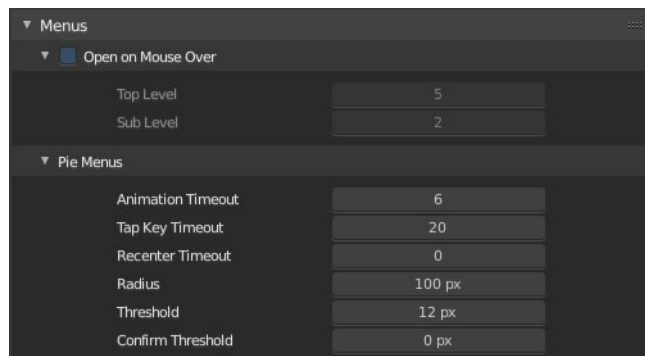 Menus
Open on Mouse Over
Top Level 5
Sub Level 2
Pie Menus
Animation Timeout 6
Tap Key Timeout 20
Recenter Timeout 0
Radius 100 px
Threshold 12 px
Confirm Threshold 0 px